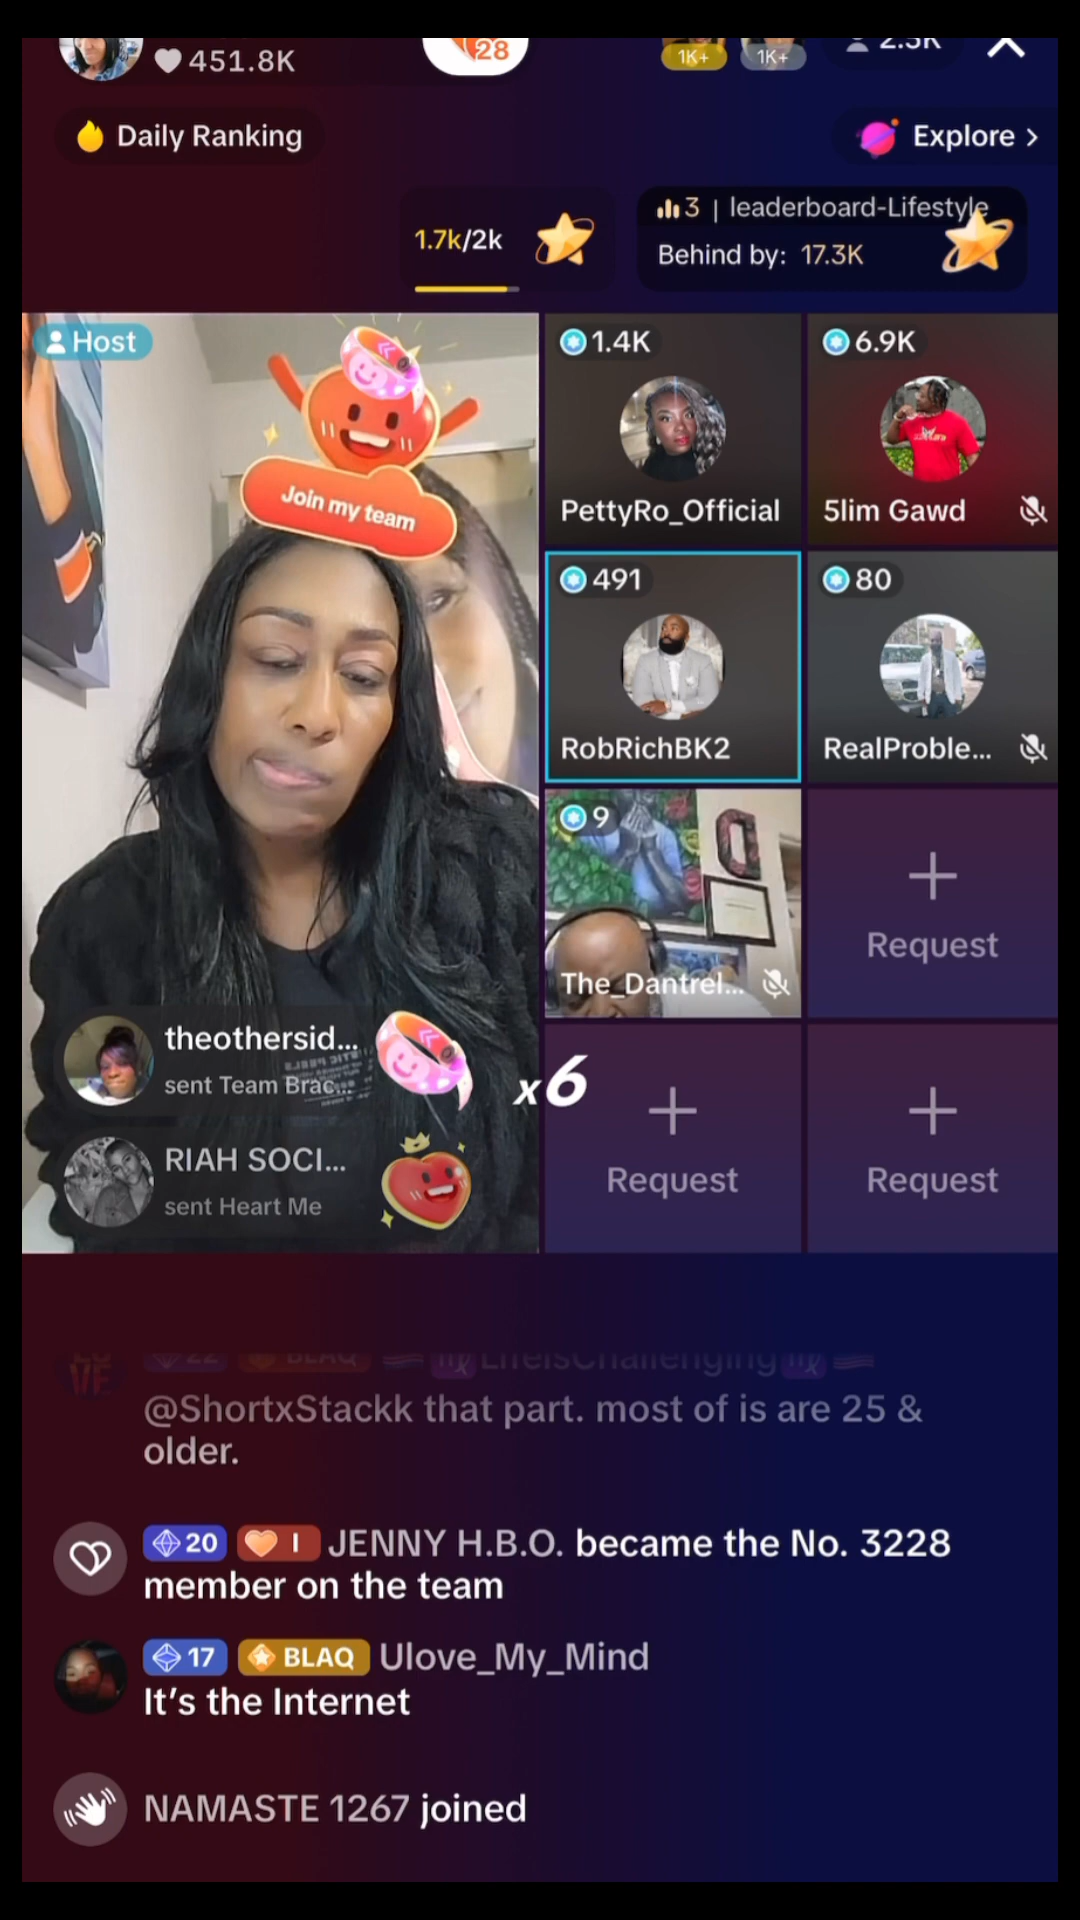 451.8K
28
1K+
1K+
2.3K
Daily Ranking
Explore >
1.7k/2k
3 | leaderboard-Lifestyle
Behind by: 17.3K
Host
1.4K
6.9K
Join my team
PettyRo_Official
5lim Gawd
491
80
RobRichBK2
RealProble...
9
Request
The_Dantrel...
theothersid...
sent Team Brac...
x6
RIAH SOCI...
sent Heart Me
Request
Request
22 BLAQ LifeisChallenging
@ShortxStackk that part. most of is are 25 &
older.
20 I JENNY H.B.O. became the No. 3228
member on the team
17 BLAQ Ulove_My_Mind
It's the Internet
NAMASTE 1267 joined